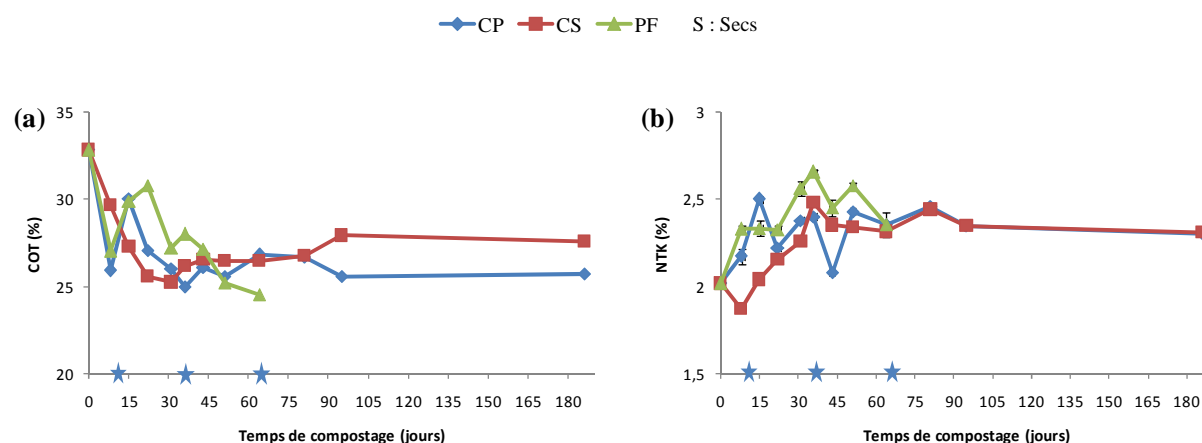 CP CS PF S : Secs
(a)
COT (%)
35
30
25
20
0 15 30 45 60 75 90 105 120 135 150 165 180
Temps de compostage (jours)
(b)
NTK (%)
3
2,5
2
1,5
0 15 30 45 60 75 90 105 120 135 150 165 180
Temps de compostage (jours)